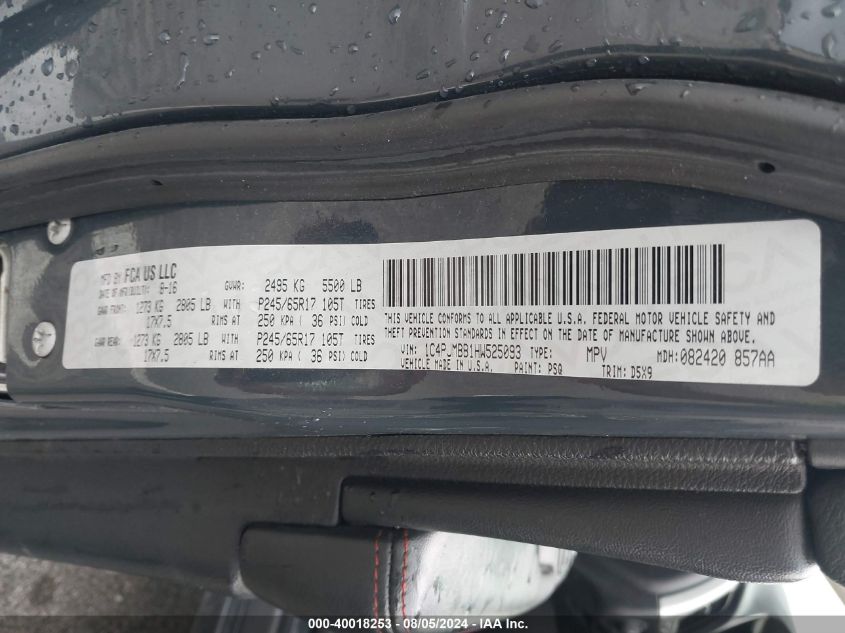 MFD BY FCA US LLC
DATE OF MFR 8-16 GVWR: 2495 KG 5500 LB
GAWR FRONT: 1273 KG 2805 LB WITH P245/65R17 105T TIRES
17X7.5 RIMS AT 250 KPA ( 36 PSI) COLD
GAWR REAR: 1273 KG 2805 LB WITH P245/65R17 105T TIRES
17X7.5 RIMS AT 250 KPA ( 36 PSI) COLD
THIS VEHICLE CONFORMS TO ALL APPLICABLE U.S.A. FEDERAL MOTOR VEHICLE SAFETY AND
THEFT PREVENTION STANDARDS IN EFFECT ON THE DATE OF MANUFACTURE SHOWN ABOVE.
VIN: 1C4PJMBB1HW525093 TYPE: MPV MDH: 082420 857AA
VEHICLE MADE IN U.S.A. PAINT: PSQ TRIM: D5X9
000-40018253 - 08/05/2024 - IAA Inc.